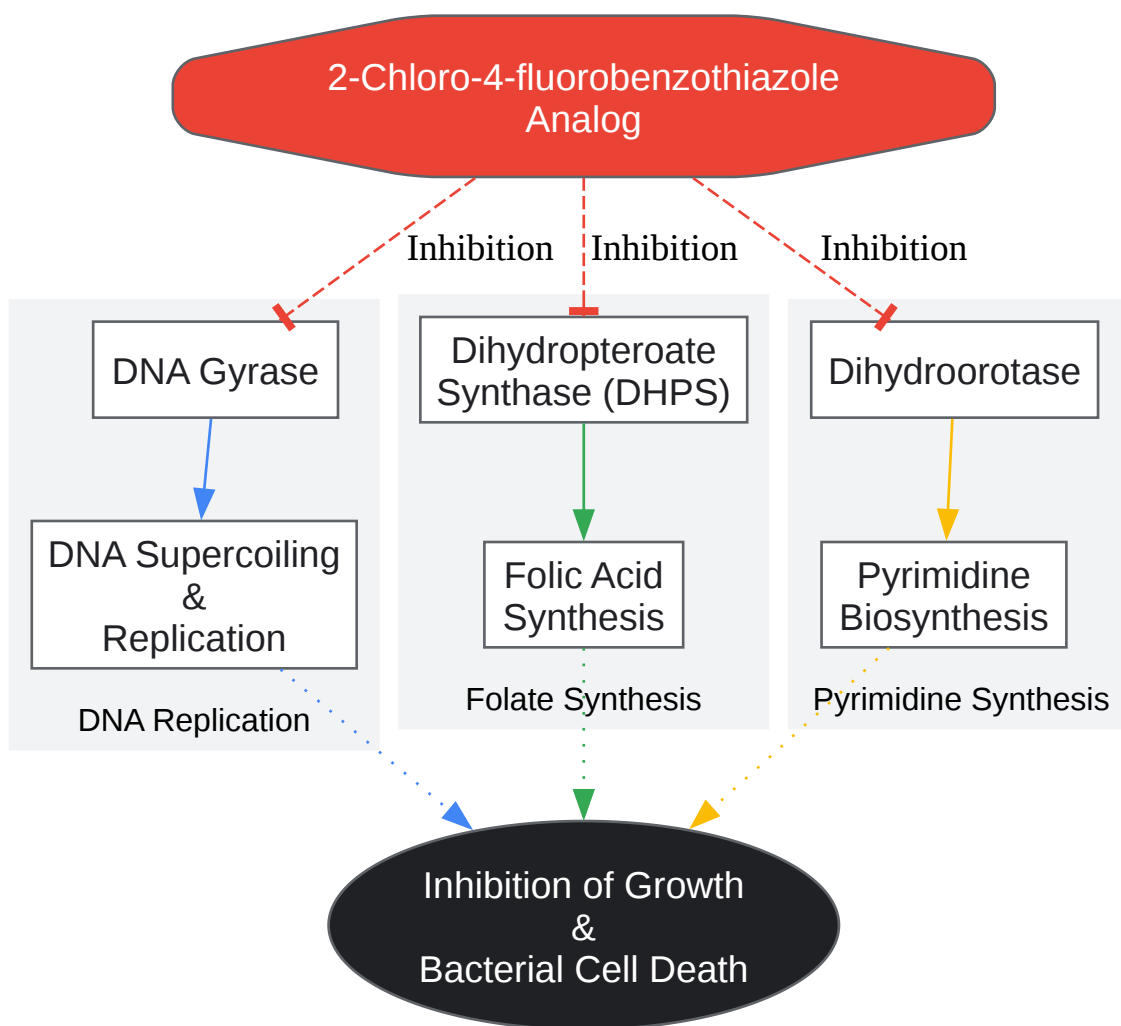 2-Chloro-4-fluorobenzothiazole
Analog
Inhibition
Inhibition
Inhibition
DNA Gyrase
Dihydropteroate
Synthase (DHPS)
Dihydroorotase
DNA Supercoiling
&
Replication
Folic Acid
Synthesis
Pyrimidine
Biosynthesis
DNA Replication
Folate Synthesis
Pyrimidine Synthesis
Inhibition of Growth
&
Bacterial Cell Death